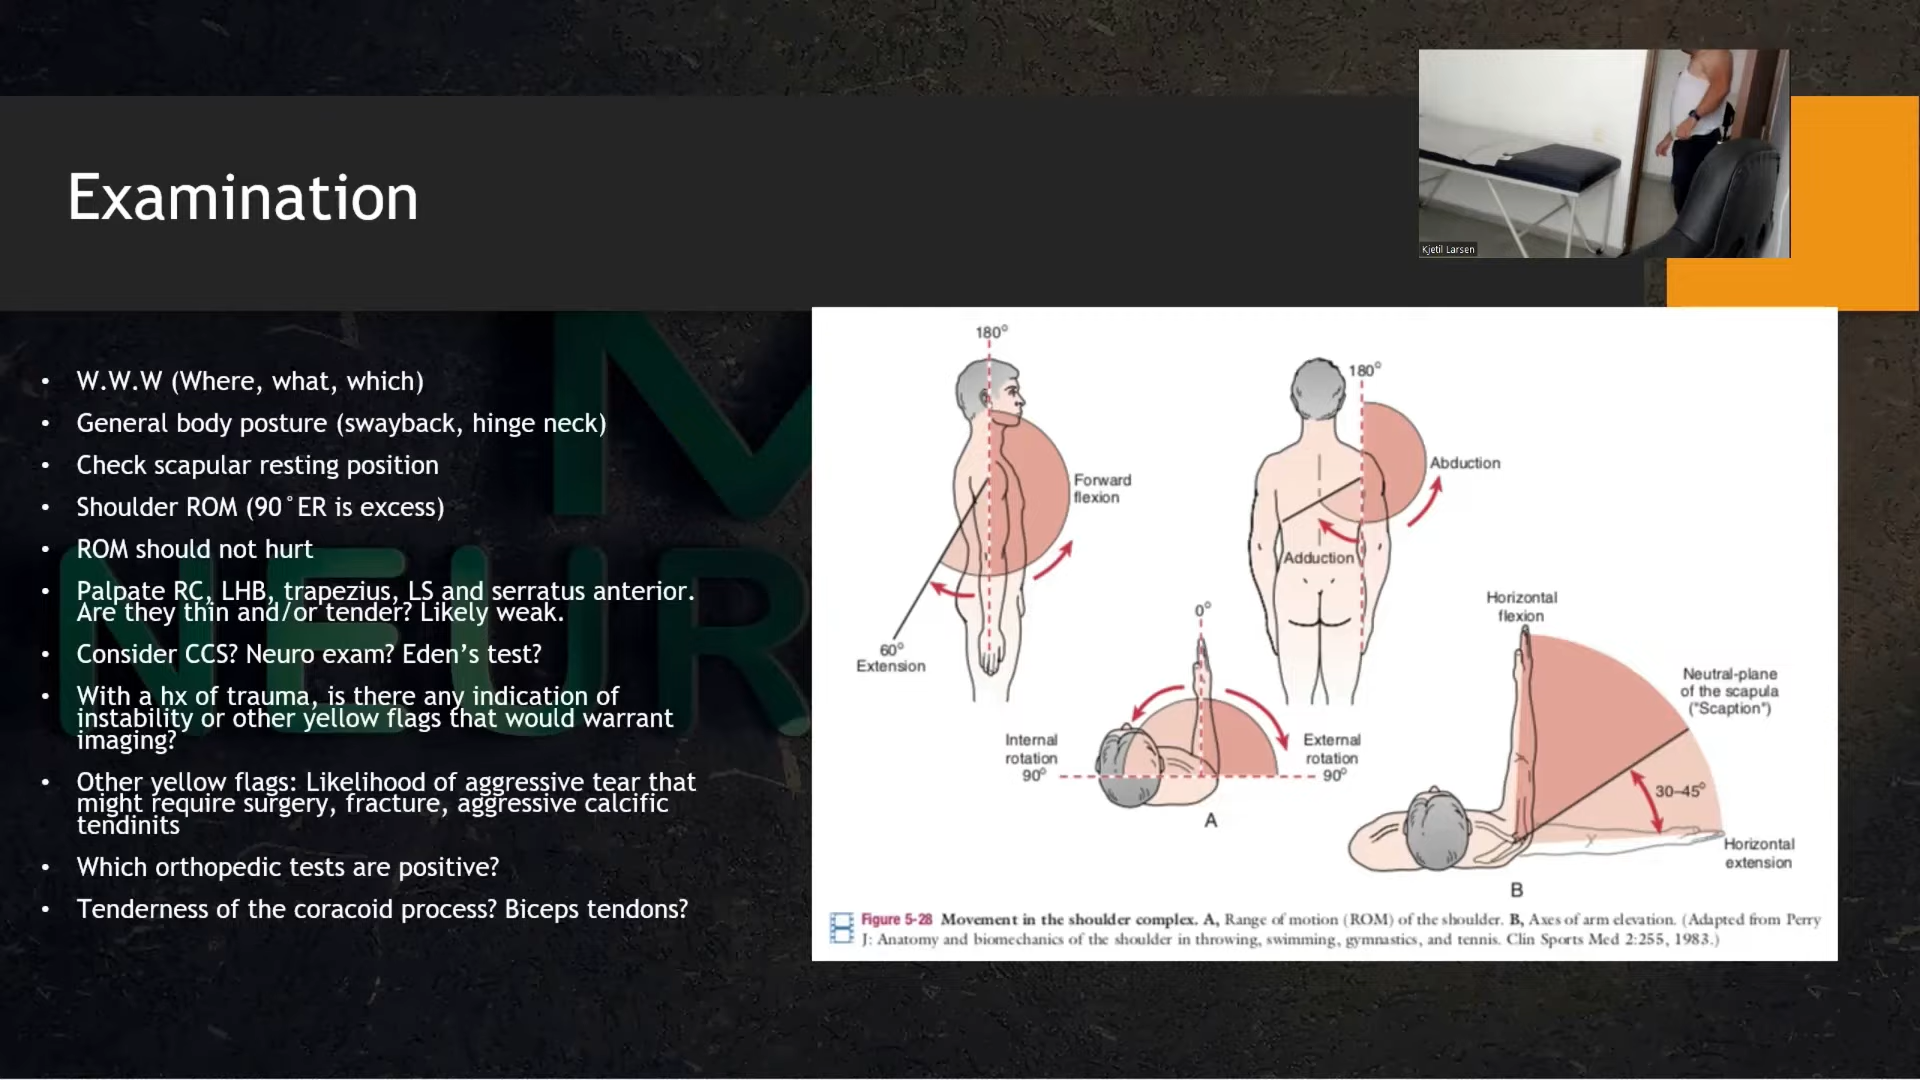 Examination
Kjetil Larsen
• W.W.W (Where, what, which)
• General body posture (swayback, hinge neck)
• Check scapular resting position
• Shoulder ROM (90°ER is excess)
• ROM should not hurt
• Palpate RC, LHB, trapezius, LS and serratus anterior.
Are they thin and/or tender? Likely weak.
• Consider CCS? Neuro exam? Eden’s test?
• With a hx of trauma, is there any indication of
instability or other yellow flags that would warrant
imaging?
• Other yellow flags: Likelihood of aggressive tear that
might require surgery, fracture, aggressive calcific
tendinits
• Which orthopedic tests are positive?
• Tenderness of the coracoid process? Biceps tendons?
180°
Forward
flexion
60°
Extension
180°
Abduction
Adduction
0°
Internal
rotation
90°
External
rotation
90°
A
Horizontal
flexion
Neutral-plane
of the scapula
("Scaption")
30–45°
Horizontal
extension
B
Figure 5-28 Movement in the shoulder complex. A, Range of motion (ROM) of the shoulder. B, Axes of arm elevation. (Adapted from Perry
J: Anatomy and biomechanics of the shoulder in throwing, swimming, gymnastics, and tennis. Clin Sports Med 2:255, 1983.)
NEUR